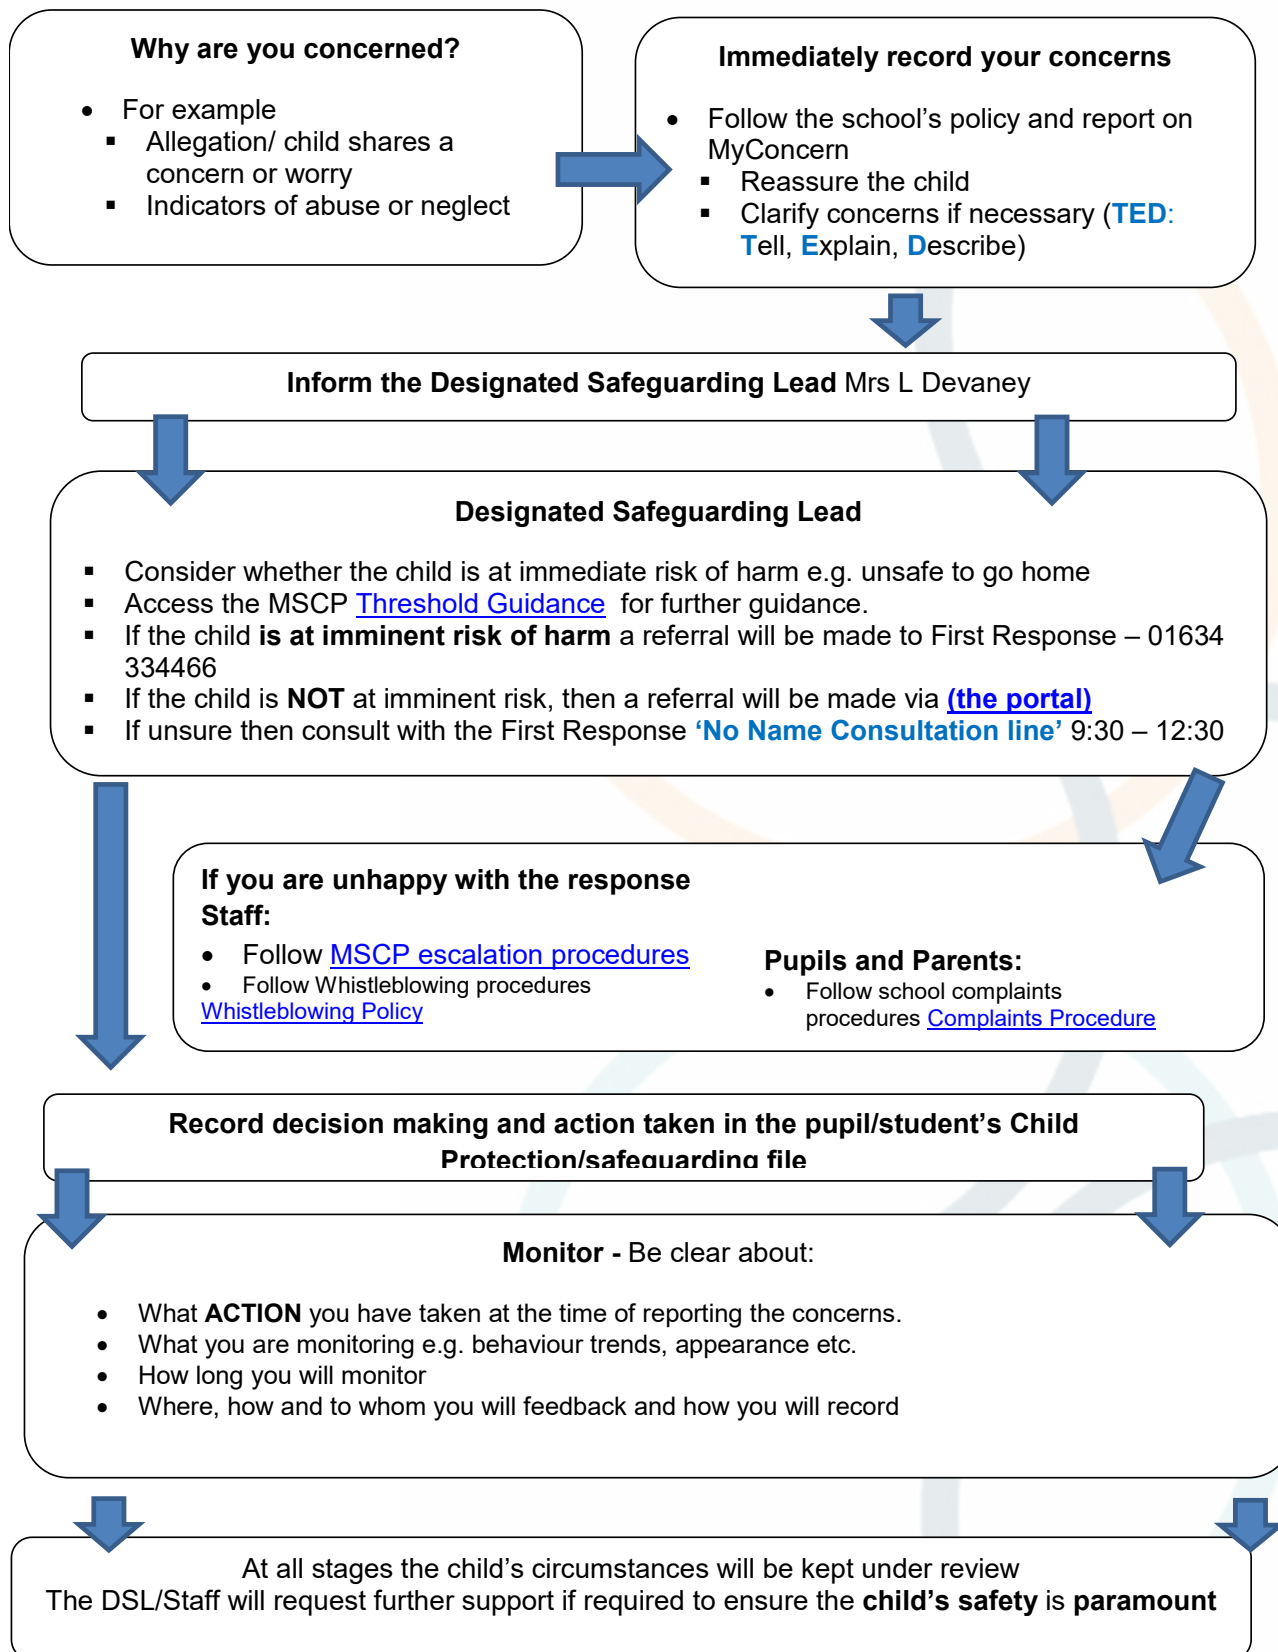 Why are you concerned?
• For example
▪ Allegation/ child shares a
concern or worry
▪ Indicators of abuse or neglect
Immediately record your concerns
• Follow the school’s policy and report on
MyConcern
▪ Reassure the child
▪ Clarify concerns if necessary (TED:
Tell, Explain, Describe)
Inform the Designated Safeguarding Lead Mrs L Devaney
Designated Safeguarding Lead
▪ Consider whether the child is at immediate risk of harm e.g. unsafe to go home
▪ Access the MSCP Threshold Guidance for further guidance.
▪ If the child is at imminent risk of harm a referral will be made to First Response – 01634
334466
▪ If the child is NOT at imminent risk, then a referral will be made via (the portal)
▪ If unsure then consult with the First Response ‘No Name Consultation line’ 9:30 – 12:30
If you are unhappy with the response
Staff:
• Follow MSCP escalation procedures
• Follow Whistleblowing procedures
Whistleblowing Policy
Pupils and Parents:
• Follow school complaints
procedures Complaints Procedure
Record decision making and action taken in the pupil/student’s Child
Protection/safeguarding file
Monitor - Be clear about:
• What ACTION you have taken at the time of reporting the concerns.
• What you are monitoring e.g. behaviour trends, appearance etc.
• How long you will monitor
• Where, how and to whom you will feedback and how you will record
At all stages the child’s circumstances will be kept under review
The DSL/Staff will request further support if required to ensure the child’s safety is paramount